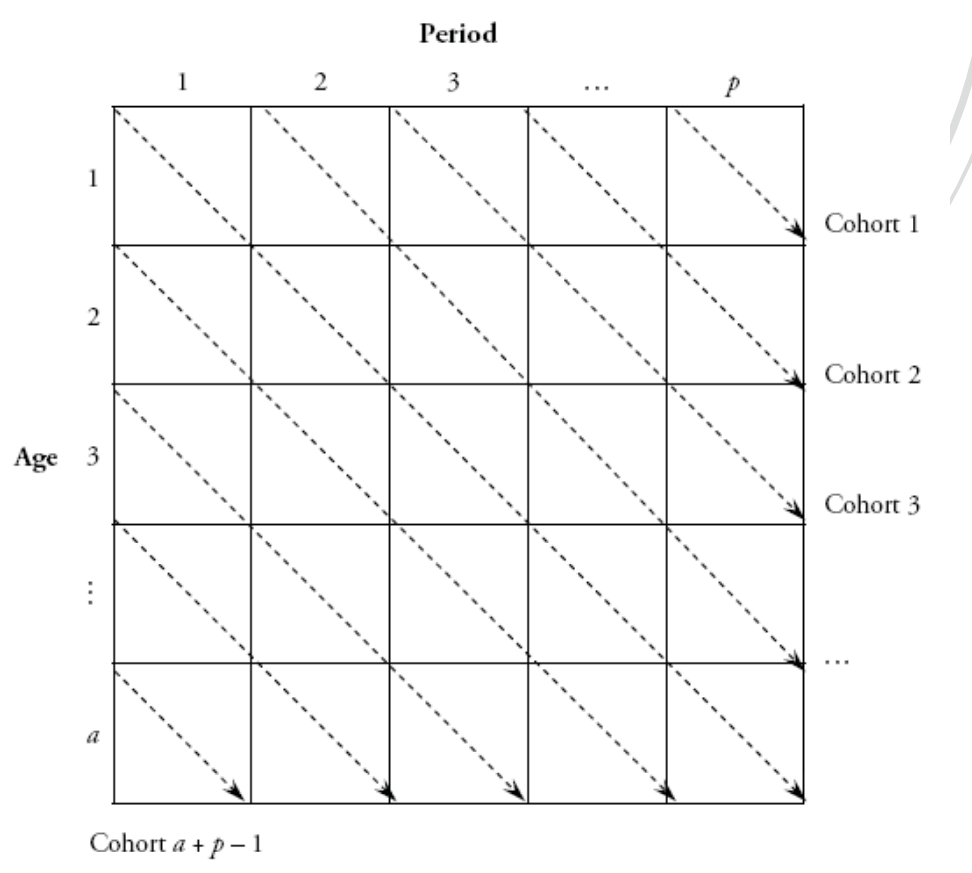 Period
1 2 3 … p
1
Cohort 1
2
Cohort 2
Age 3
Cohort 3
⋮
…
a
Cohort a + p – 1